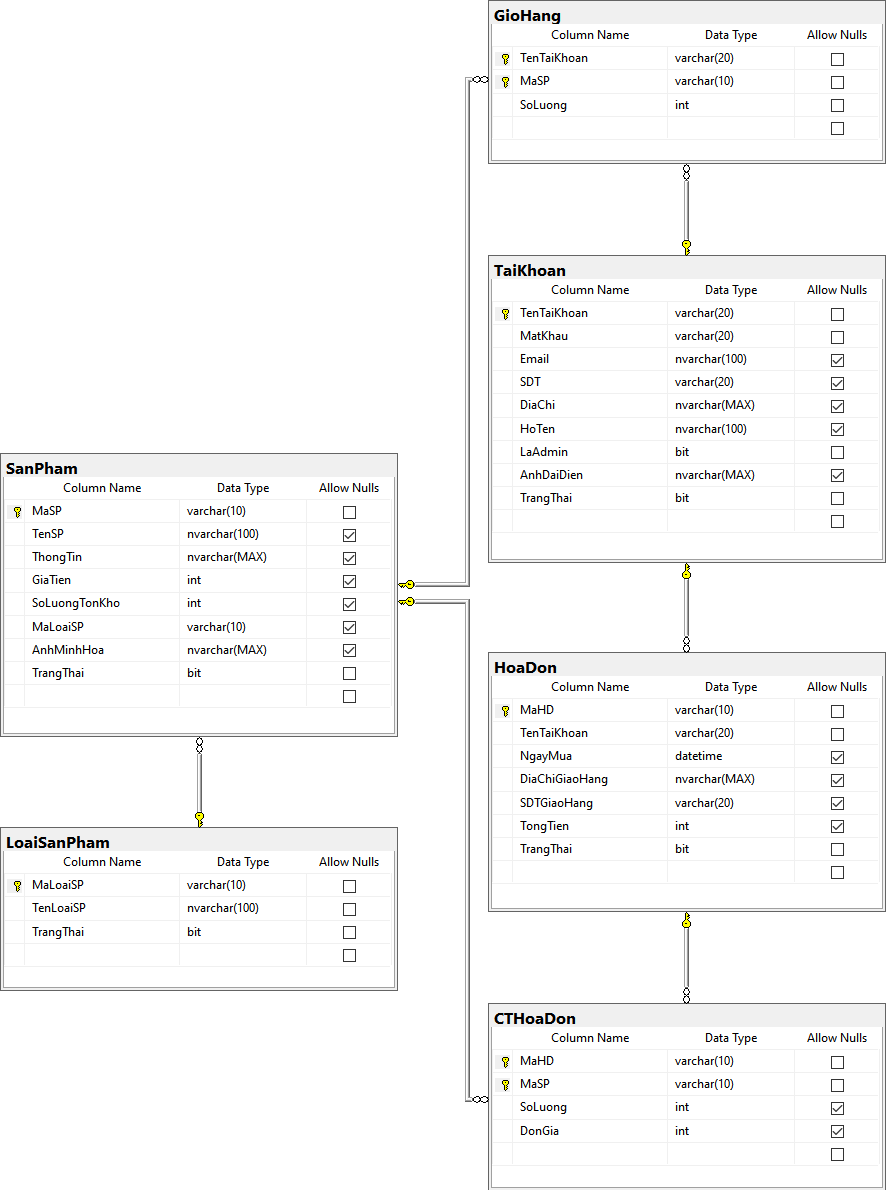 GioHang
Column Name Data Type Allow Nulls
TenTaiKhoan varchar(20)
MaSP varchar(10)
SoLuong int
TaiKhoan
Column Name Data Type Allow Nulls
TenTaiKhoan varchar(20)
MatKhau varchar(20)
Email nvarchar(100)
SDT varchar(20)
DiaChi nvarchar(MAX)
HoTen nvarchar(100)
LaAdmin bit
AnhDaiDien nvarchar(MAX)
TrangThai bit
SanPham
Column Name Data Type Allow Nulls
MaSP varchar(10)
TenSP nvarchar(100)
ThongTin nvarchar(MAX)
GiaTien int
SoLuongTonKho int
MaLoaiSP varchar(10)
AnhMinhHoa nvarchar(MAX)
TrangThai bit
HoaDon
Column Name Data Type Allow Nulls
MaHD varchar(10)
TenTaiKhoan varchar(20)
NgayMua datetime
DiaChiGiaoHang nvarchar(MAX)
SDTGiaoHang varchar(20)
TongTien int
TrangThai bit
LoaiSanPham
Column Name Data Type Allow Nulls
MaLoaiSP varchar(10)
TenLoaiSP nvarchar(100)
TrangThai bit
CTHoaDon
Column Name Data Type Allow Nulls
MaHD varchar(10)
MaSP varchar(10)
SoLuong int
DonGia int